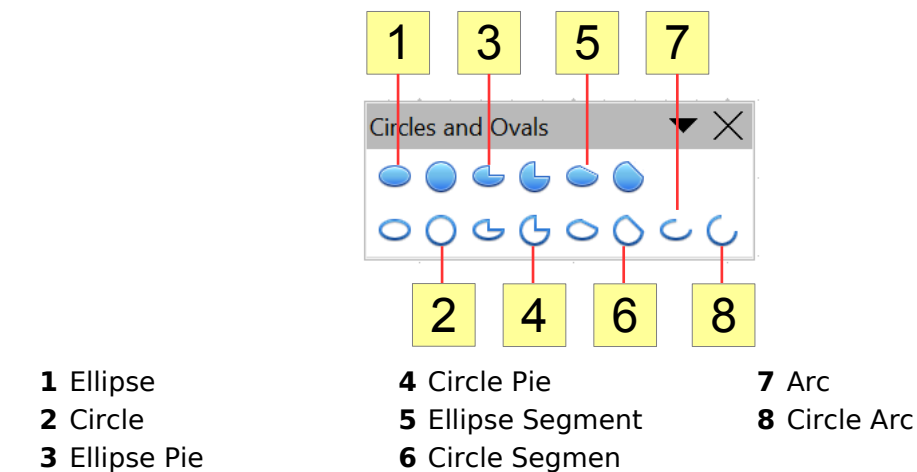 1 3 5 7
Circles and Ovals
2 4 6 8
1 Ellipse
2 Circle
3 Ellipse Pie
4 Circle Pie
5 Ellipse Segment
6 Circle Segmen
7 Arc
8 Circle Arc